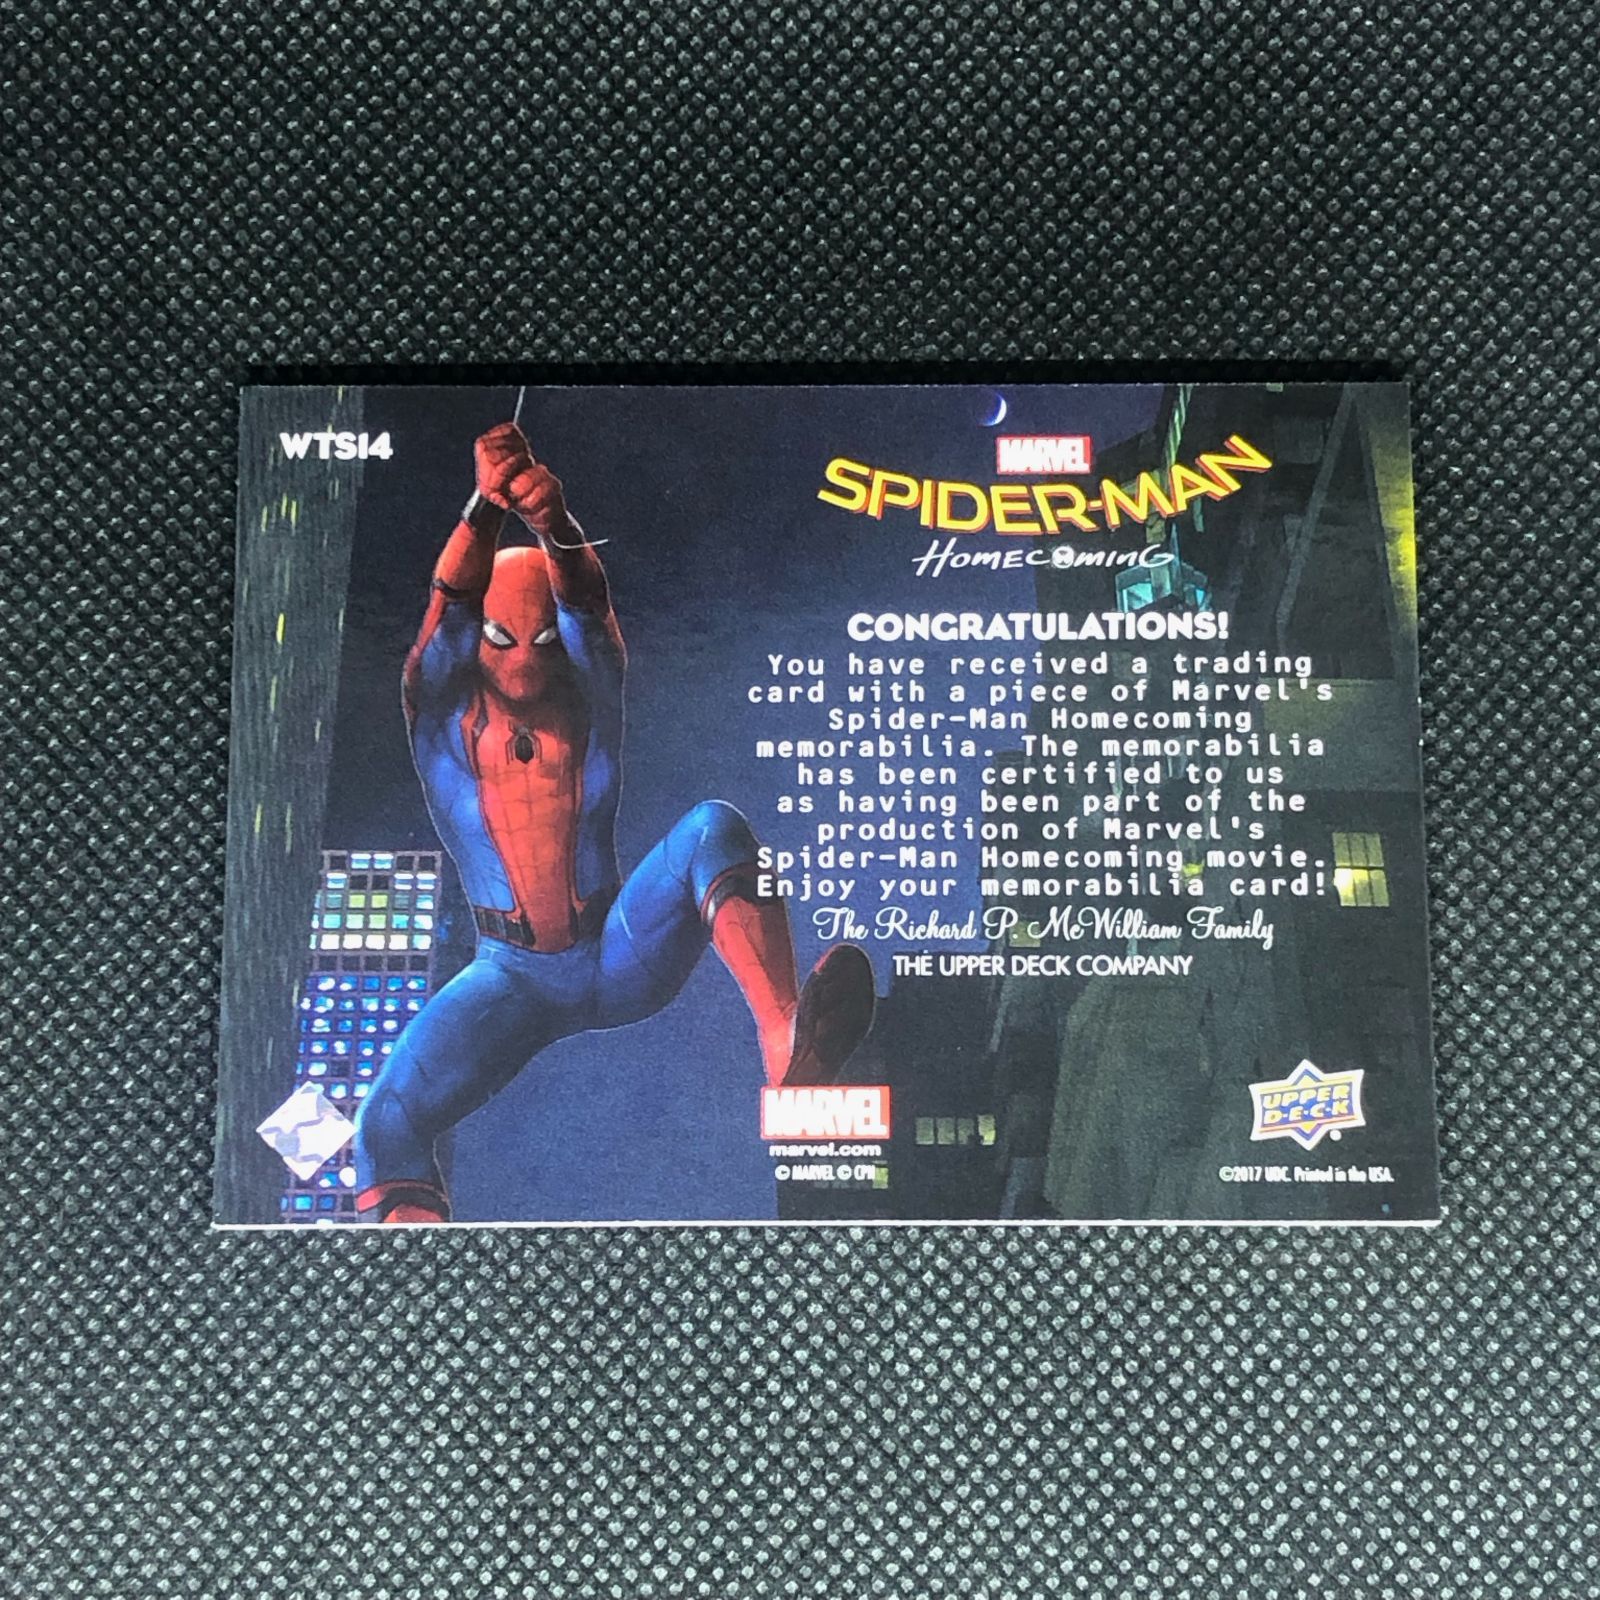 WTS14
MARVEL
SPIDER-MAN
HOMECOMING
CONGRATULATIONS!
You have received a trading
card with a piece of Marvel's
Spider-Man Homecoming
memorabilia. The memorabilia
has been certified to us
as having been part of the
production of Marvel's
Spider-Man Homecoming movie.
Enjoy your memorabilia card!
The Richard P. McWilliam Family
THE UPPER DECK COMPANY
MARVEL
marvel.com
© MARVEL © CPII
UPPER
D·E·C·K
©2017 UDC. Printed in the USA.